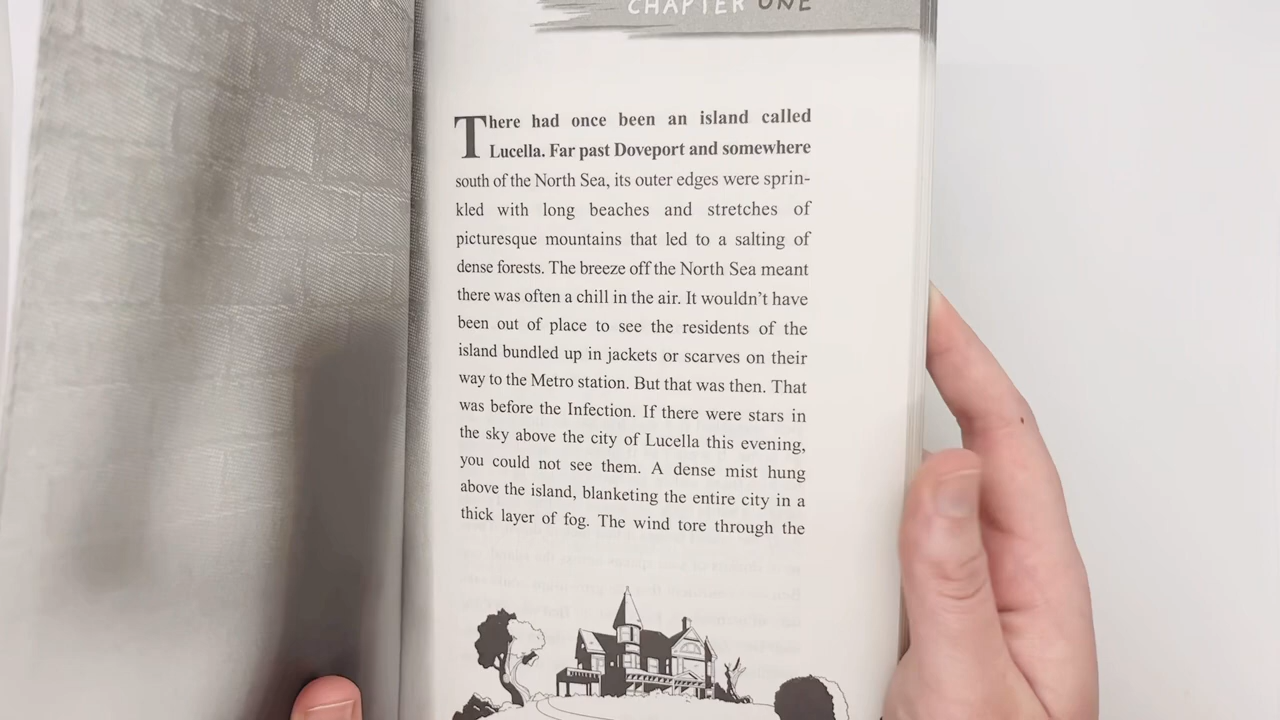 CHAPTER ONE
There had once been an island called
Lucella. Far past Doveport and somewhere
south of the North Sea, its outer edges were sprin-
kled with long beaches and stretches of
picturesque mountains that led to a salting of
dense forests. The breeze off the North Sea meant
there was often a chill in the air. It wouldn't have
been out of place to see the residents of the
island bundled up in jackets or scarves on their
way to the Metro station. But that was then. That
was before the Infection. If there were stars in
the sky above the city of Lucella this evening,
you could not see them. A dense mist hung
above the island, blanketing the entire city in a
thick layer of fog. The wind tore through the